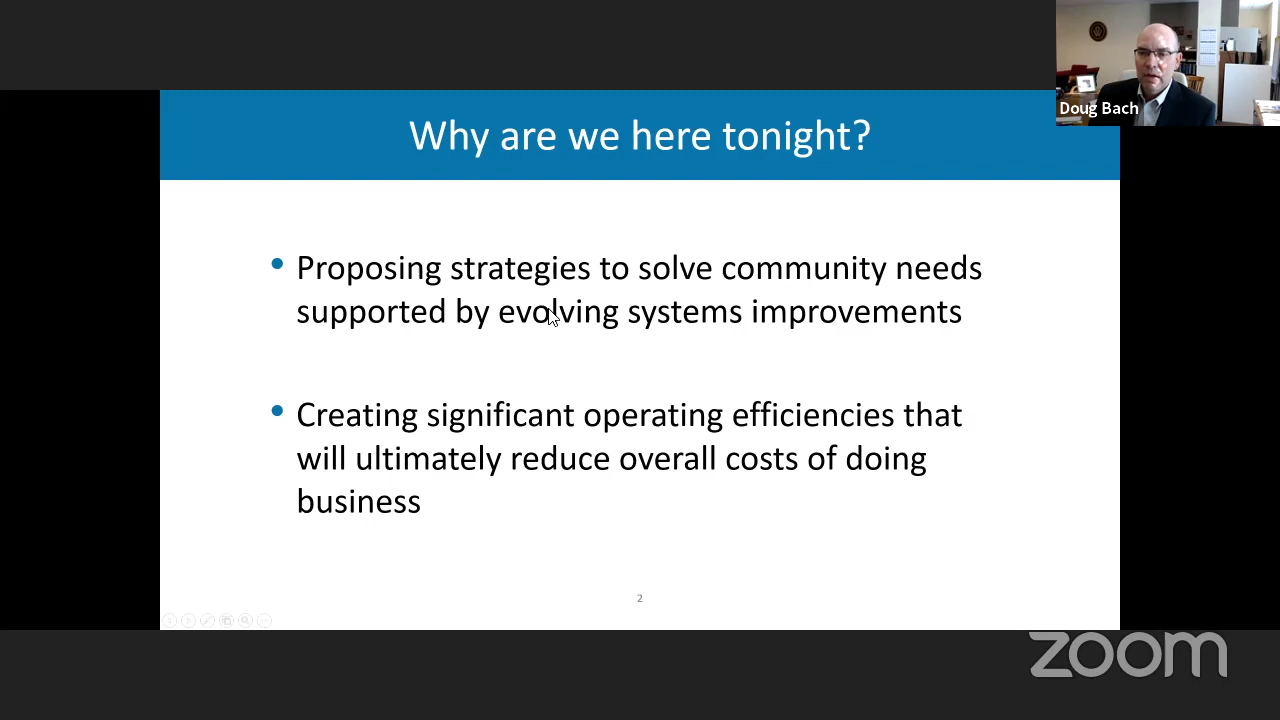 Doug Bach
Why are we here tonight?
• Proposing strategies to solve community needs
supported by evolving systems improvements
• Creating significant operating efficiencies that
will ultimately reduce overall costs of doing
business
2
zoom